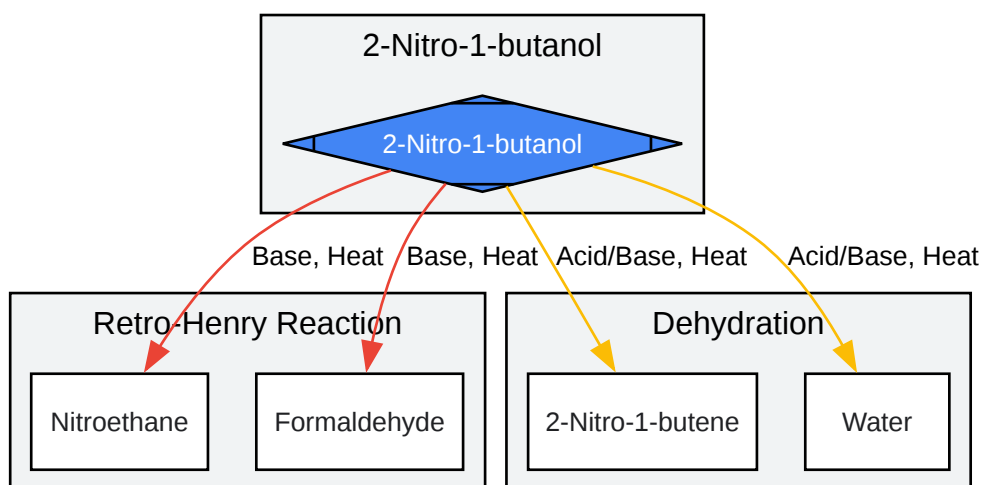 2-Nitro-1-butanol
2-Nitro-1-butanol
Base, Heat
Base, Heat
Acid/Base, Heat
Acid/Base, Heat
Retro-Henry Reaction
Dehydration
Nitroethane
Formaldehyde
2-Nitro-1-butene
Water